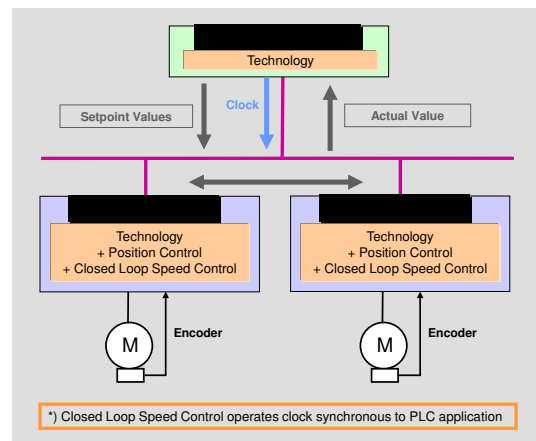 Technology
Clock
Setpoint Values
Actual Value
Technology
+ Position Control
+ Closed Loop Speed Control
Technology
+ Position Control
+ Closed Loop Speed Control
Encoder
M
Encoder
M
*) Closed Loop Speed Control operates clock synchronous to PLC application